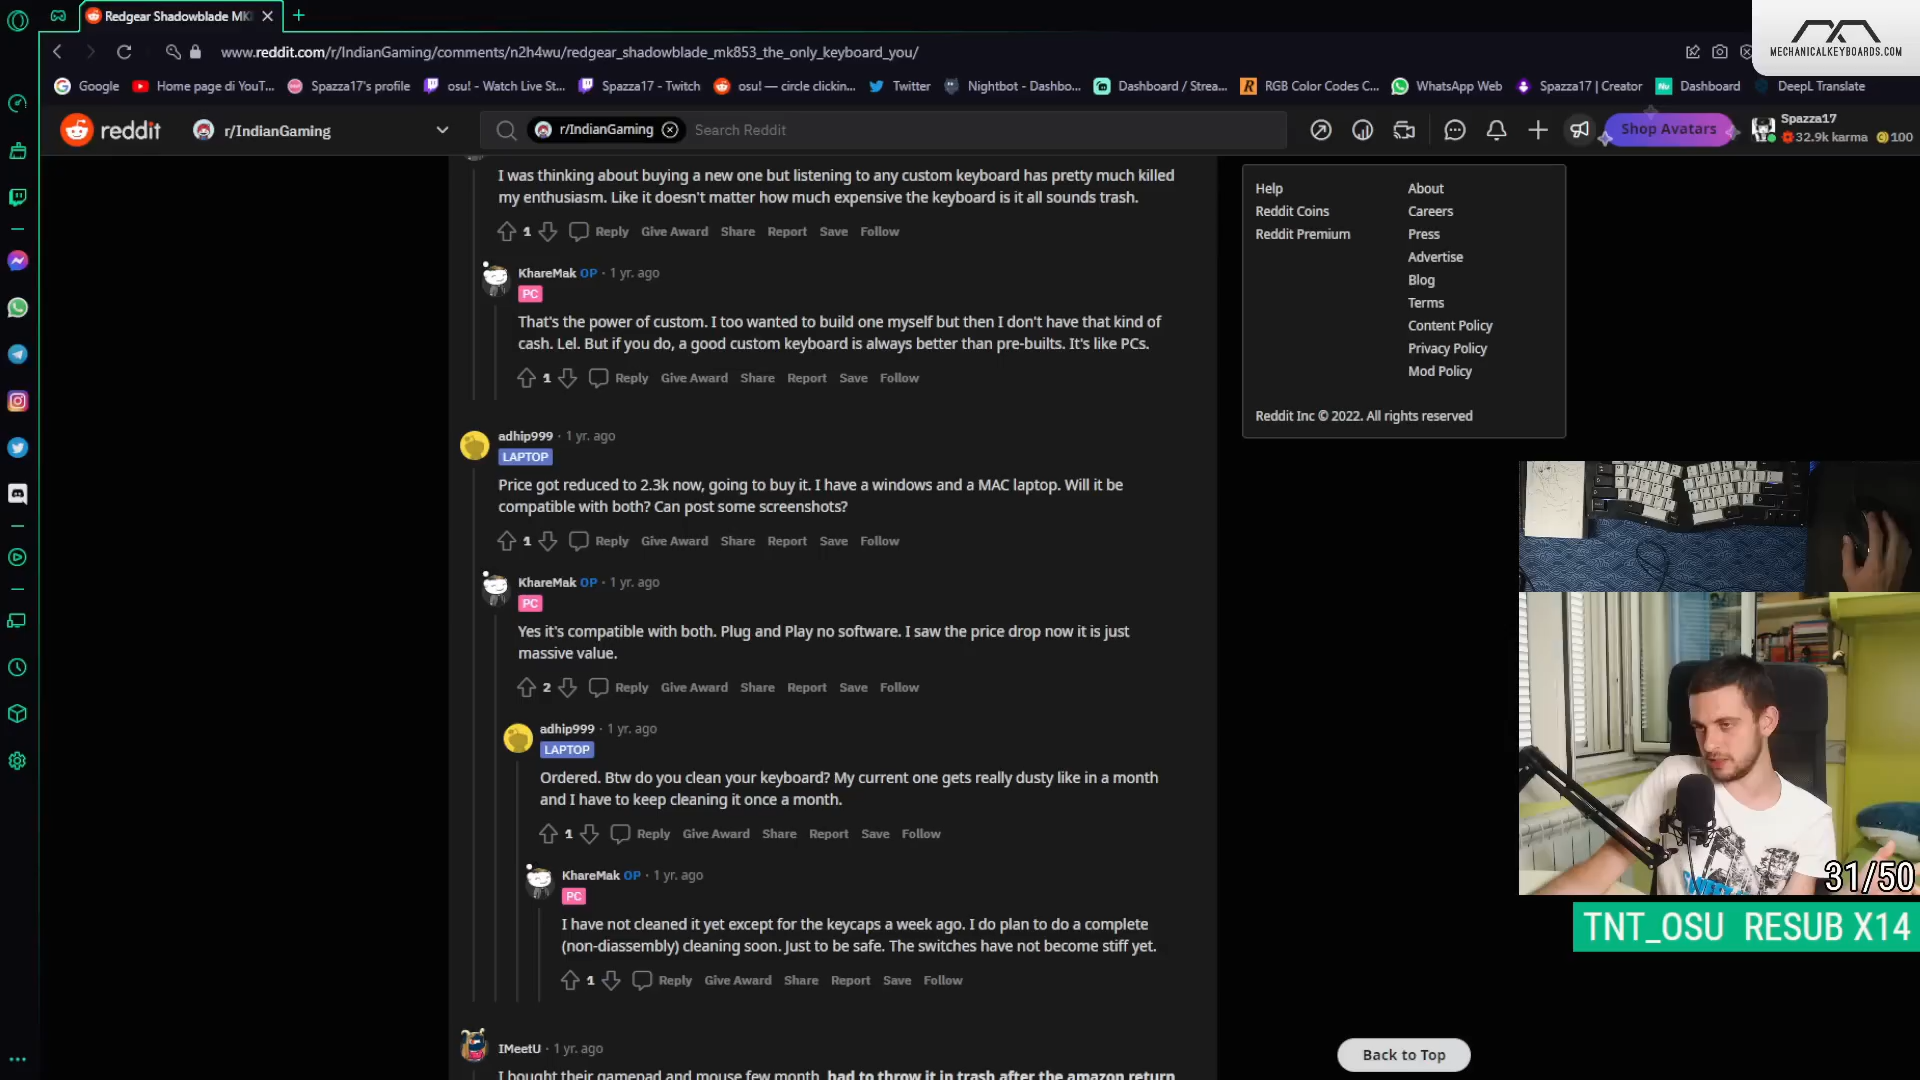 Redgear Shadowblade MK
MECHANICALKEYBOARDS.COM
www.reddit.com/r/IndianGaming/comments/n2h4wu/redgear_shadowblade_mk853_the_only_keyboard_you/
Google Home page di YouT... Spazza17's profile osu! - Watch Live St... Spazza17 - Twitch osu! — circle clickin... Twitter Nightbot - Dashbo... Dashboard / Strea... RGB Color Codes C... WhatsApp Web Spazza17 | Creator Dashboard DeepL Translate
reddit r/IndianGaming r/IndianGaming Search Reddit Shop Avatars Spazza17
32.9k karma 100
I was thinking about buying a new one but listening to any custom keyboard has pretty much killed
my enthusiasm. Like it doesn't matter how much expensive the keyboard is it all sounds trash.
1 Reply Give Award Share Report Save Follow
KhareMak OP · 1 yr. ago
PC
That's the power of custom. I too wanted to build one myself but then I don't have that kind of
cash. Lel. But if you do, a good custom keyboard is always better than pre-builts. It's like PCs.
1 Reply Give Award Share Report Save Follow
adhip999 · 1 yr. ago
LAPTOP
Price got reduced to 2.3k now, going to buy it. I have a windows and a MAC laptop. Will it be
compatible with both? Can post some screenshots?
1 Reply Give Award Share Report Save Follow
KhareMak OP · 1 yr. ago
PC
Yes it's compatible with both. Plug and Play no software. I saw the price drop now it is just
massive value.
2 Reply Give Award Share Report Save Follow
adhip999 · 1 yr. ago
LAPTOP
Ordered. Btw do you clean your keyboard? My current one gets really dusty like in a month
and I have to keep cleaning it once a month.
1 Reply Give Award Share Report Save Follow
KhareMak OP · 1 yr. ago
PC
I have not cleaned it yet except for the keycaps a week ago. I do plan to do a complete
(non-diassembly) cleaning soon. Just to be safe. The switches have not become stiff yet.
1 Reply Give Award Share Report Save Follow
IMeetU · 1 yr. ago
I bought their gamepad and mouse few month, had to throw it in trash after the amazon return
Help About
Reddit Coins Careers
Reddit Premium Press
Advertise
Blog
Terms
Content Policy
Privacy Policy
Mod Policy
Reddit Inc © 2022. All rights reserved
31/50
TNT_OSU RESUB X14
Back to Top